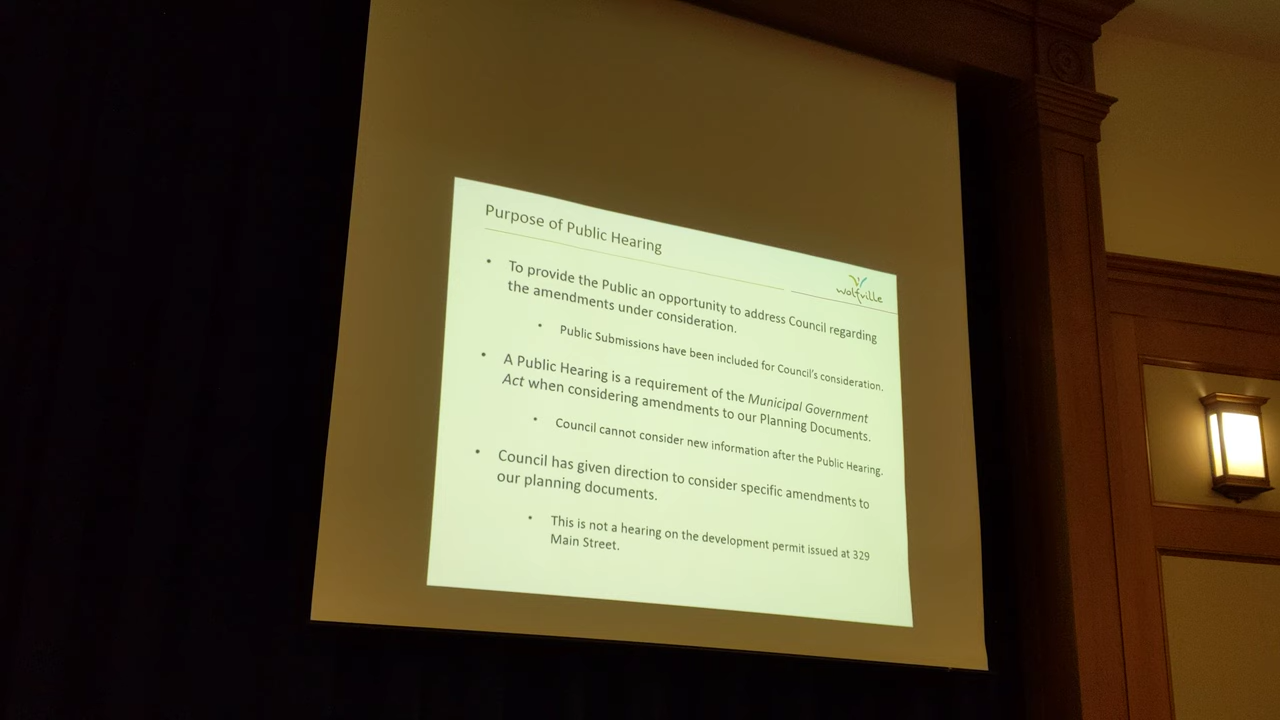 Purpose of Public Hearing
wolfville
• To provide the Public an opportunity to address Council regarding
the amendments under consideration.
• Public Submissions have been included for Council's consideration.
• A Public Hearing is a requirement of the Municipal Government
Act when considering amendments to our Planning Documents.
• Council cannot consider new information after the Public Hearing.
• Council has given direction to consider specific amendments to
our planning documents.
• This is not a hearing on the development permit issued at 329
Main Street.